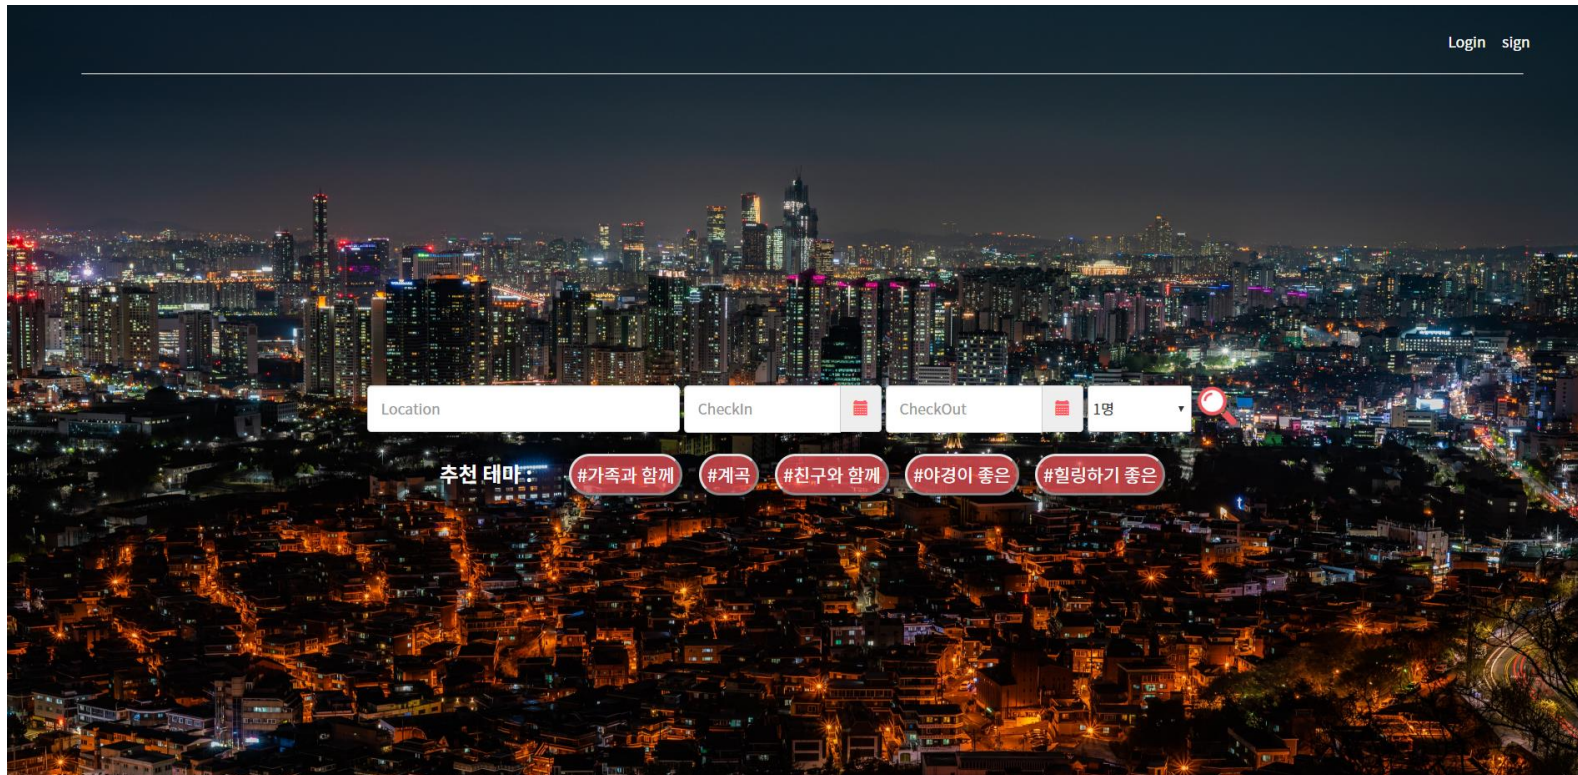 Login sign
Location CheckIn CheckOut 1명
추천 테마 : #가족과 함께 #계곡 #친구와 함께 #야경이 좋은 #힐링하기 좋은